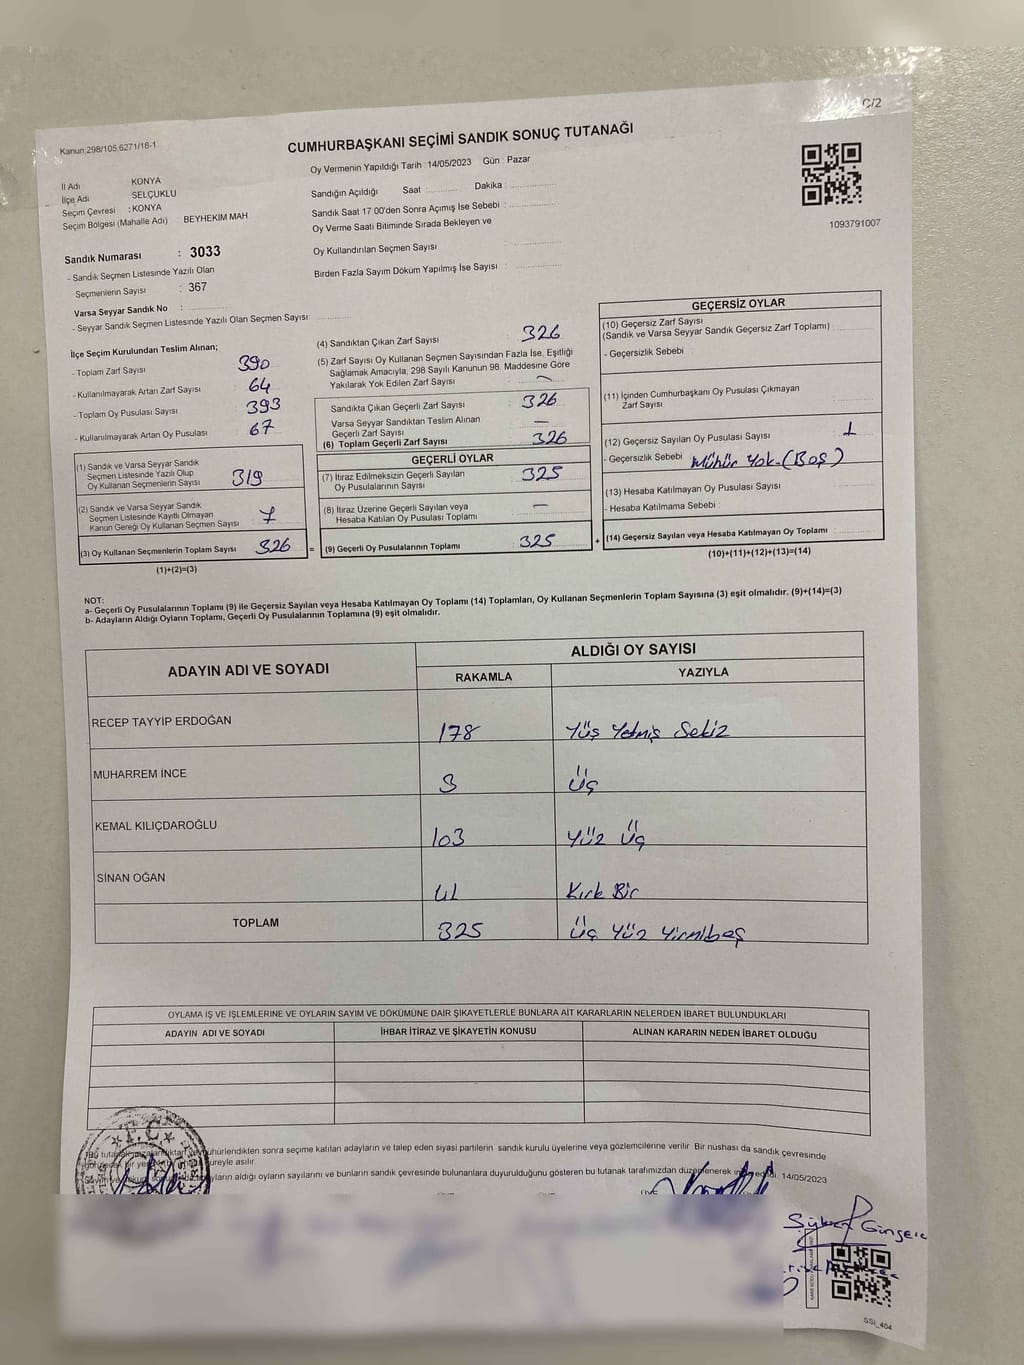 C/2
Kanun:298/105,6271/18-1
CUMHURBAŞKANI SEÇİMİ SANDIK SONUÇ TUTANAĞI
İl Adı : KONYA
İlçe Adı SELÇUKLU
Seçim Çevresi : KONYA
Seçim Bölgesi (Mahalle Adı) BEYHEKİM MAH
Sandık Numarası : 3033
- Sandık Seçmen Listesinde Yazılı Olan
Seçmenlerin Sayısı : 367
Varsa Seyyar Sandık No :
- Seyyar Sandık Seçmen Listesinde Yazılı Olan Seçmen Sayısı
Oy Vermenin Yapıldığı Tarih : 14/05/2023 Gün : Pazar
Sandığın Açıldığı Saat Dakika :
Sandık Saat 17:00'den Sonra Açımış İse Sebebi :
Oy Verme Saati Bitiminde Sırada Bekleyen ve
Oy Kullandırılan Seçmen Sayısı :
Birden Fazla Sayım Döküm Yapılmış İse Sayısı :
1093791007
İlçe Seçim Kurulundan Teslim Alınan;
- Toplam Zarf Sayısı : 390
- Kullanılmayarak Artan Zarf Sayısı : 64
- Toplam Oy Pusulası Sayısı : 393
- Kullanılmayarak Artan Oy Pusulası : 67
(1) Sandık ve Varsa Seyyar Sandık
Seçmen Listesinde Yazılı Olup
Oy Kullanan Seçmenlerin Sayısı : 319
(2) Sandık ve Varsa Seyyar Sandık
Seçmen Listesinde Kayıtlı Olmayan
Kanun Gereği Oy Kullanan Seçmen Sayısı : 7
(3) Oy Kullanan Seçmenlerin Toplam Sayısı : 326 =
(1)+(2)=(3)
(4) Sandıktan Çıkan Zarf Sayısı : 326
(5) Zarf Sayısı Oy Kullanan Seçmen Sayısından Fazla İse, Eşitliği
Sağlamak Amacıyla; 298 Sayılı Kanunun 98. Maddesine Göre
Yakılarak Yok Edilen Zarf Sayısı : -
Sandıkta Çıkan Geçerli Zarf Sayısı : 326
Varsa Seyyar Sandıktan Teslim Alınan
Geçerli Zarf Sayısı : -
(6) Toplam Geçerli Zarf Sayısı : 326
GEÇERLİ OYLAR
(7) İtiraz Edilmeksizin Geçerli Sayılan
Oy Pusulalarının Sayısı : 325
(8) İtiraz Üzerine Geçerli Sayılan veya
Hesaba Katılan Oy Pusulası Toplamı : -
(9) Geçerli Oy Pusulalarının Toplamı : 325 +
GEÇERSİZ OYLAR
(10) Geçersiz Zarf Sayısı
(Sandık ve Varsa Seyyar Sandık Geçersiz Zarf Toplamı)
- Geçersizlik Sebebi :
(11) İçinden Cumhurbaşkanı Oy Pusulası Çıkmayan
Zarf Sayısı
(12) Geçersiz Sayılan Oy Pusulası Sayısı : 1
- Geçersizlik Sebebi Mühür Yok.(Boş)
(13) Hesaba Katılmayan Oy Pusulası Sayısı :
- Hesaba Katılmama Sebebi :
(14) Geçersiz Sayılan veya Hesaba Katılmayan Oy Toplamı :
(10)+(11)+(12)+(13)=(14)
NOT:
a- Geçerli Oy Pusulalarının Toplamı (9) ile Geçersiz Sayılan veya Hesaba Katılmayan Oy Toplamı (14) Toplamları, Oy Kullanan Seçmenlerin Toplam Sayısına (3) eşit olmalıdır. (9)+(14)=(3)
b- Adayların Aldığı Oyların Toplamı, Geçerli Oy Pusulalarının Toplamına (9) eşit olmalıdır.
ADAYIN ADI VE SOYADI ALDIĞI OY SAYISI
RAKAMLA YAZIYLA
RECEP TAYYİP ERDOĞAN 178 Yüş Yetmiş Sekiz
MUHARREM İNCE 3 Üç
KEMAL KILIÇDAROĞLU 103 Yüz Üç
SİNAN OĞAN 41 Kırk Bir
TOPLAM 325 Üç Yüz Yirmibeş
OYLAMA İŞ VE İŞLEMLERİNE VE OYLARIN SAYIM VE DÖKÜMÜNE DAİR ŞİKAYETLERLE BUNLARA AİT KARARLARIN NELERDEN İBARET BULUNDUKLARI
ADAYIN ADI VE SOYADI İHBAR İTİRAZ VE ŞİKAYETİN KONUSU ALINAN KARARIN NEDEN İBARET OLDUĞU
T.C.
sonra seçime katılan adayların ve talep eden siyasi partilerin sandık kurulu üyelerine veya gözlemcilerine verilir. Bir nushası da sandık çevresinde
asılır
aldığı oyların sayılarını ve bunların sandık çevresinde bulunanlara duyurulduğunu gösteren bu tutanak tarafımızdan 14/05/2023
SSI_404